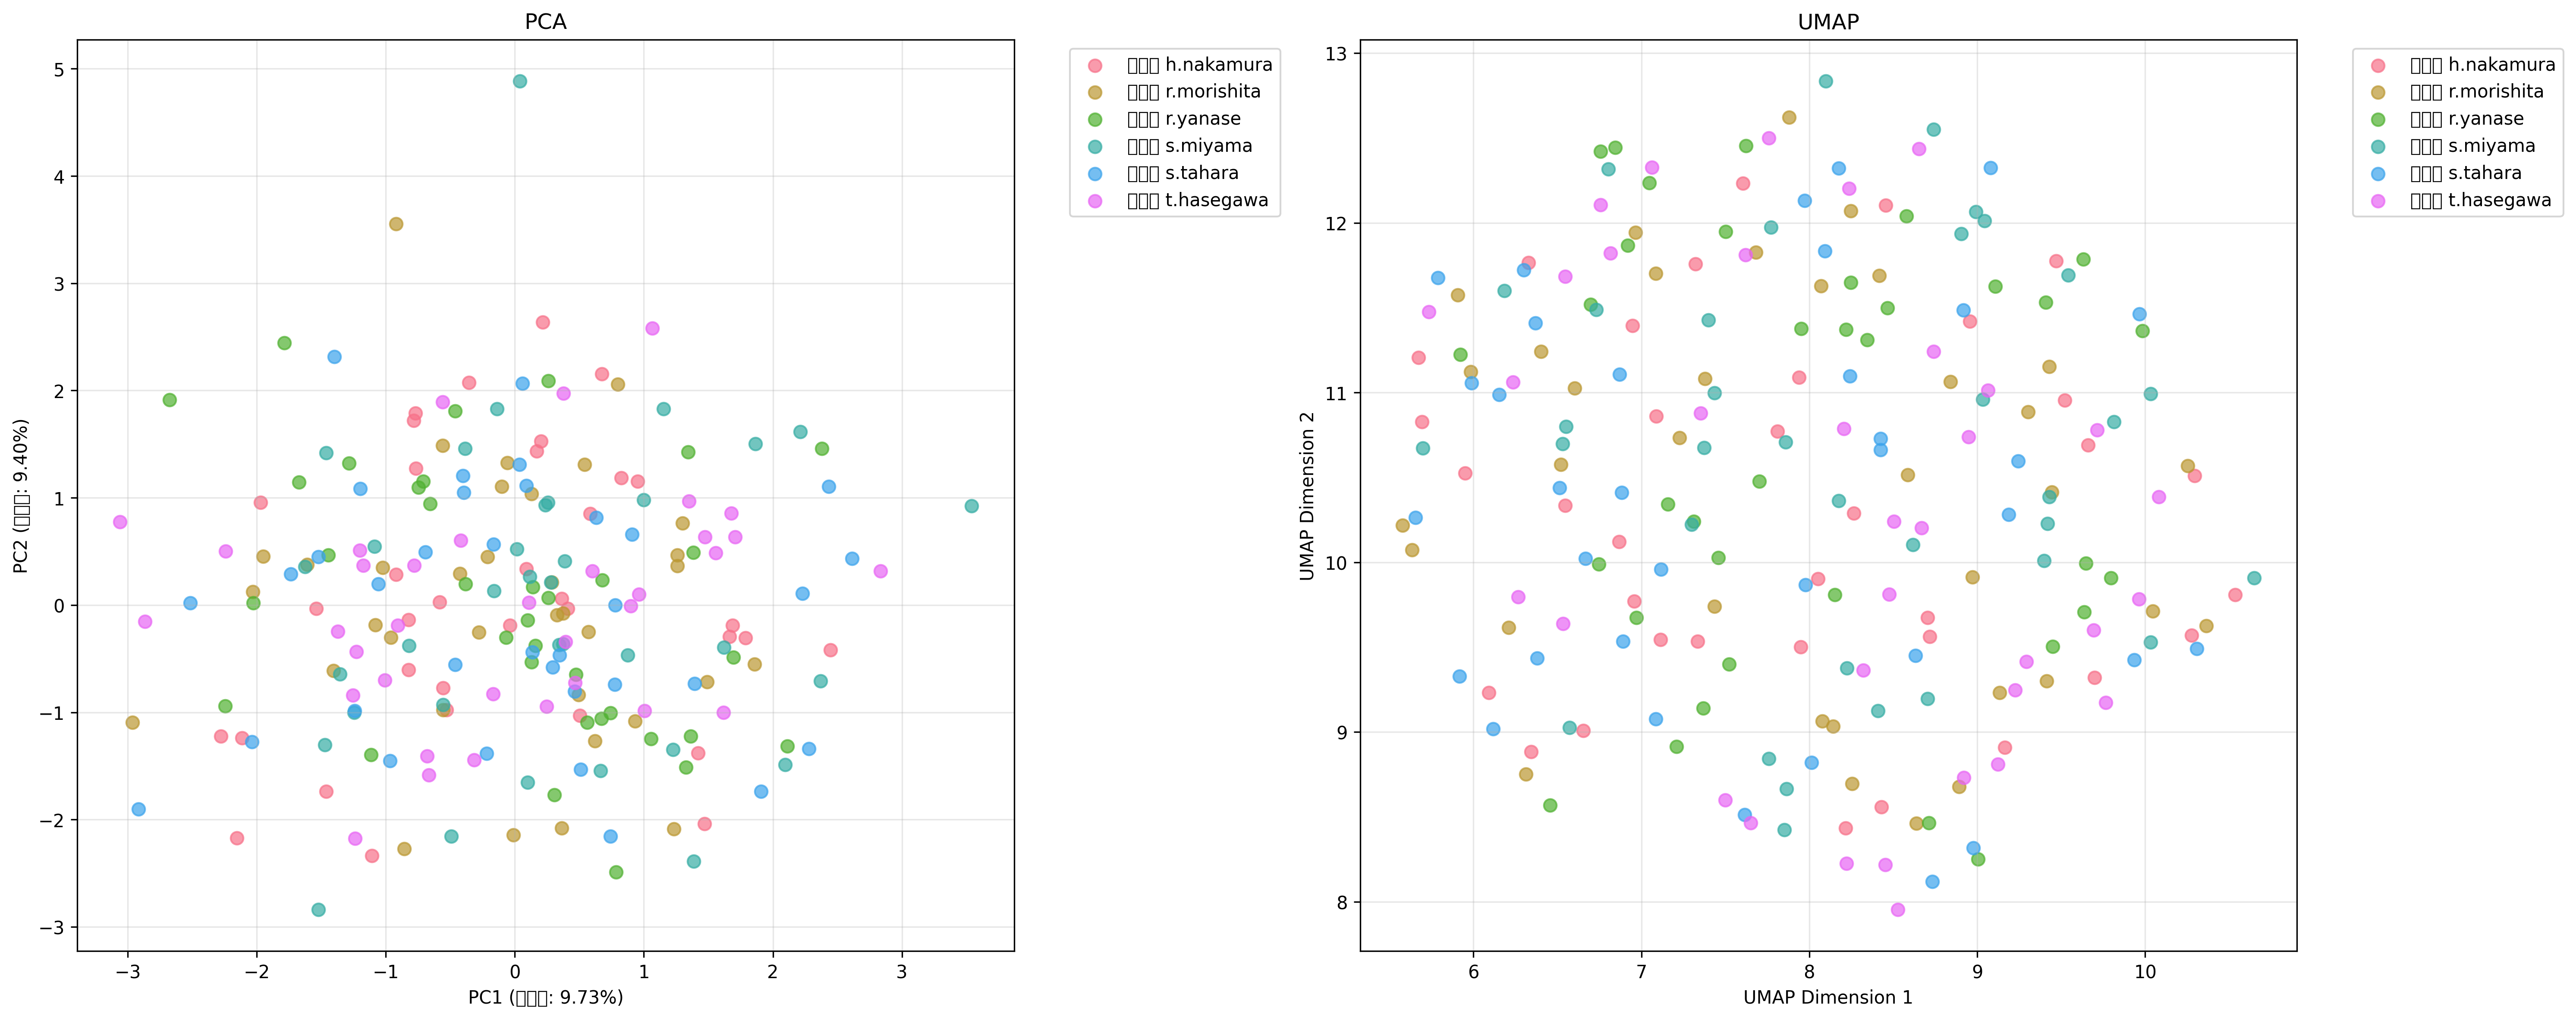 PCA
5
4
3
2
1
0
−1
−2
−3
PC2 (□□□: 9.40%)
−3 −2 −1 0 1 2 3
PC1 (□□□: 9.73%)
□□□ h.nakamura
□□□ r.morishita
□□□ r.yanase
□□□ s.miyama
□□□ s.tahara
□□□ t.hasegawa
UMAP
13
12
11
10
9
8
UMAP Dimension 2
6 7 8 9 10
UMAP Dimension 1
□□□ h.nakamura
□□□ r.morishita
□□□ r.yanase
□□□ s.miyama
□□□ s.tahara
□□□ t.hasegawa